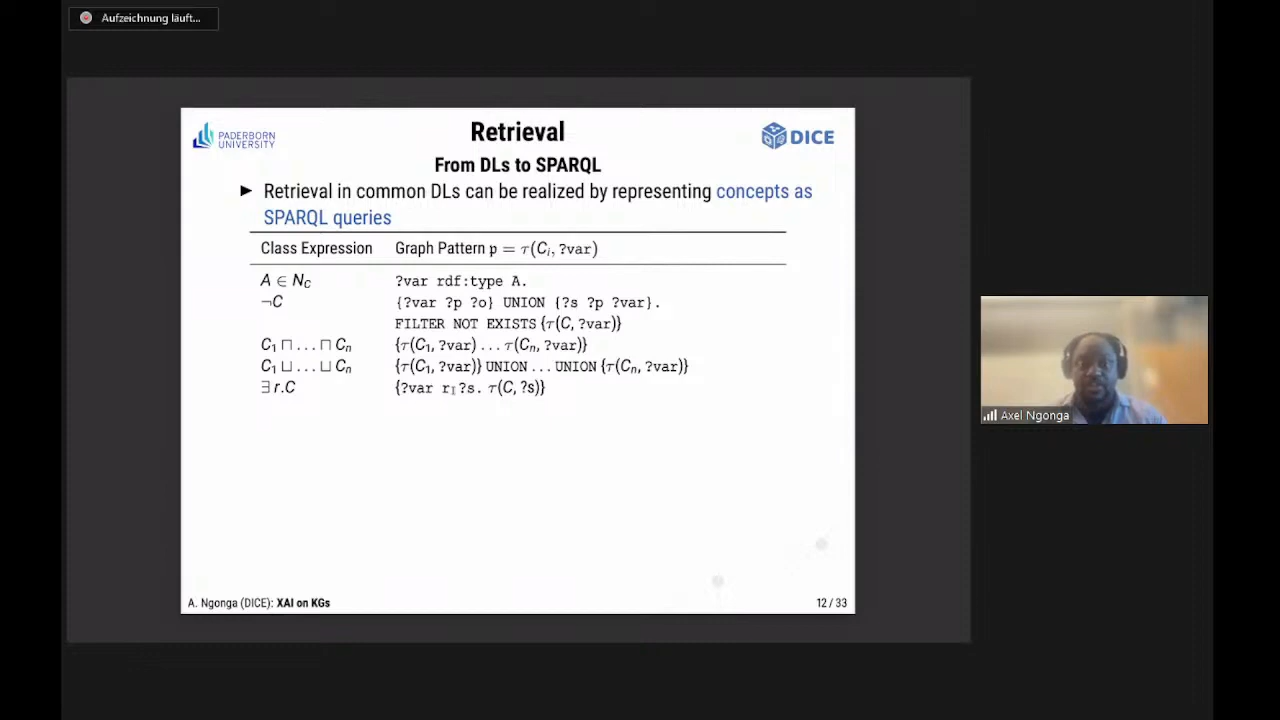 Aufzeichnung läuft...
PADERBORN
UNIVERSITY
Retrieval
DICE
From DLs to SPARQL
► Retrieval in common DLs can be realized by representing concepts as
SPARQL queries
Class Expression Graph Pattern 𝔭 = τ(Cᵢ, ?var)
A ∈ N_C ?var rdf:type A.
¬C {?var ?p ?o} UNION {?s ?p ?var}.
FILTER NOT EXISTS {τ(C, ?var)}
C₁ ⊓ ... ⊓ Cₙ {τ(C₁, ?var) ... τ(Cₙ, ?var)}
C₁ ⊔ ... ⊔ Cₙ {τ(C₁, ?var)} UNION ... UNION {τ(Cₙ, ?var)}
∃ r.C {?var r ?s. τ(C, ?s)}
Axel Ngonga
A. Ngonga (DICE): XAI on KGs 12 / 33